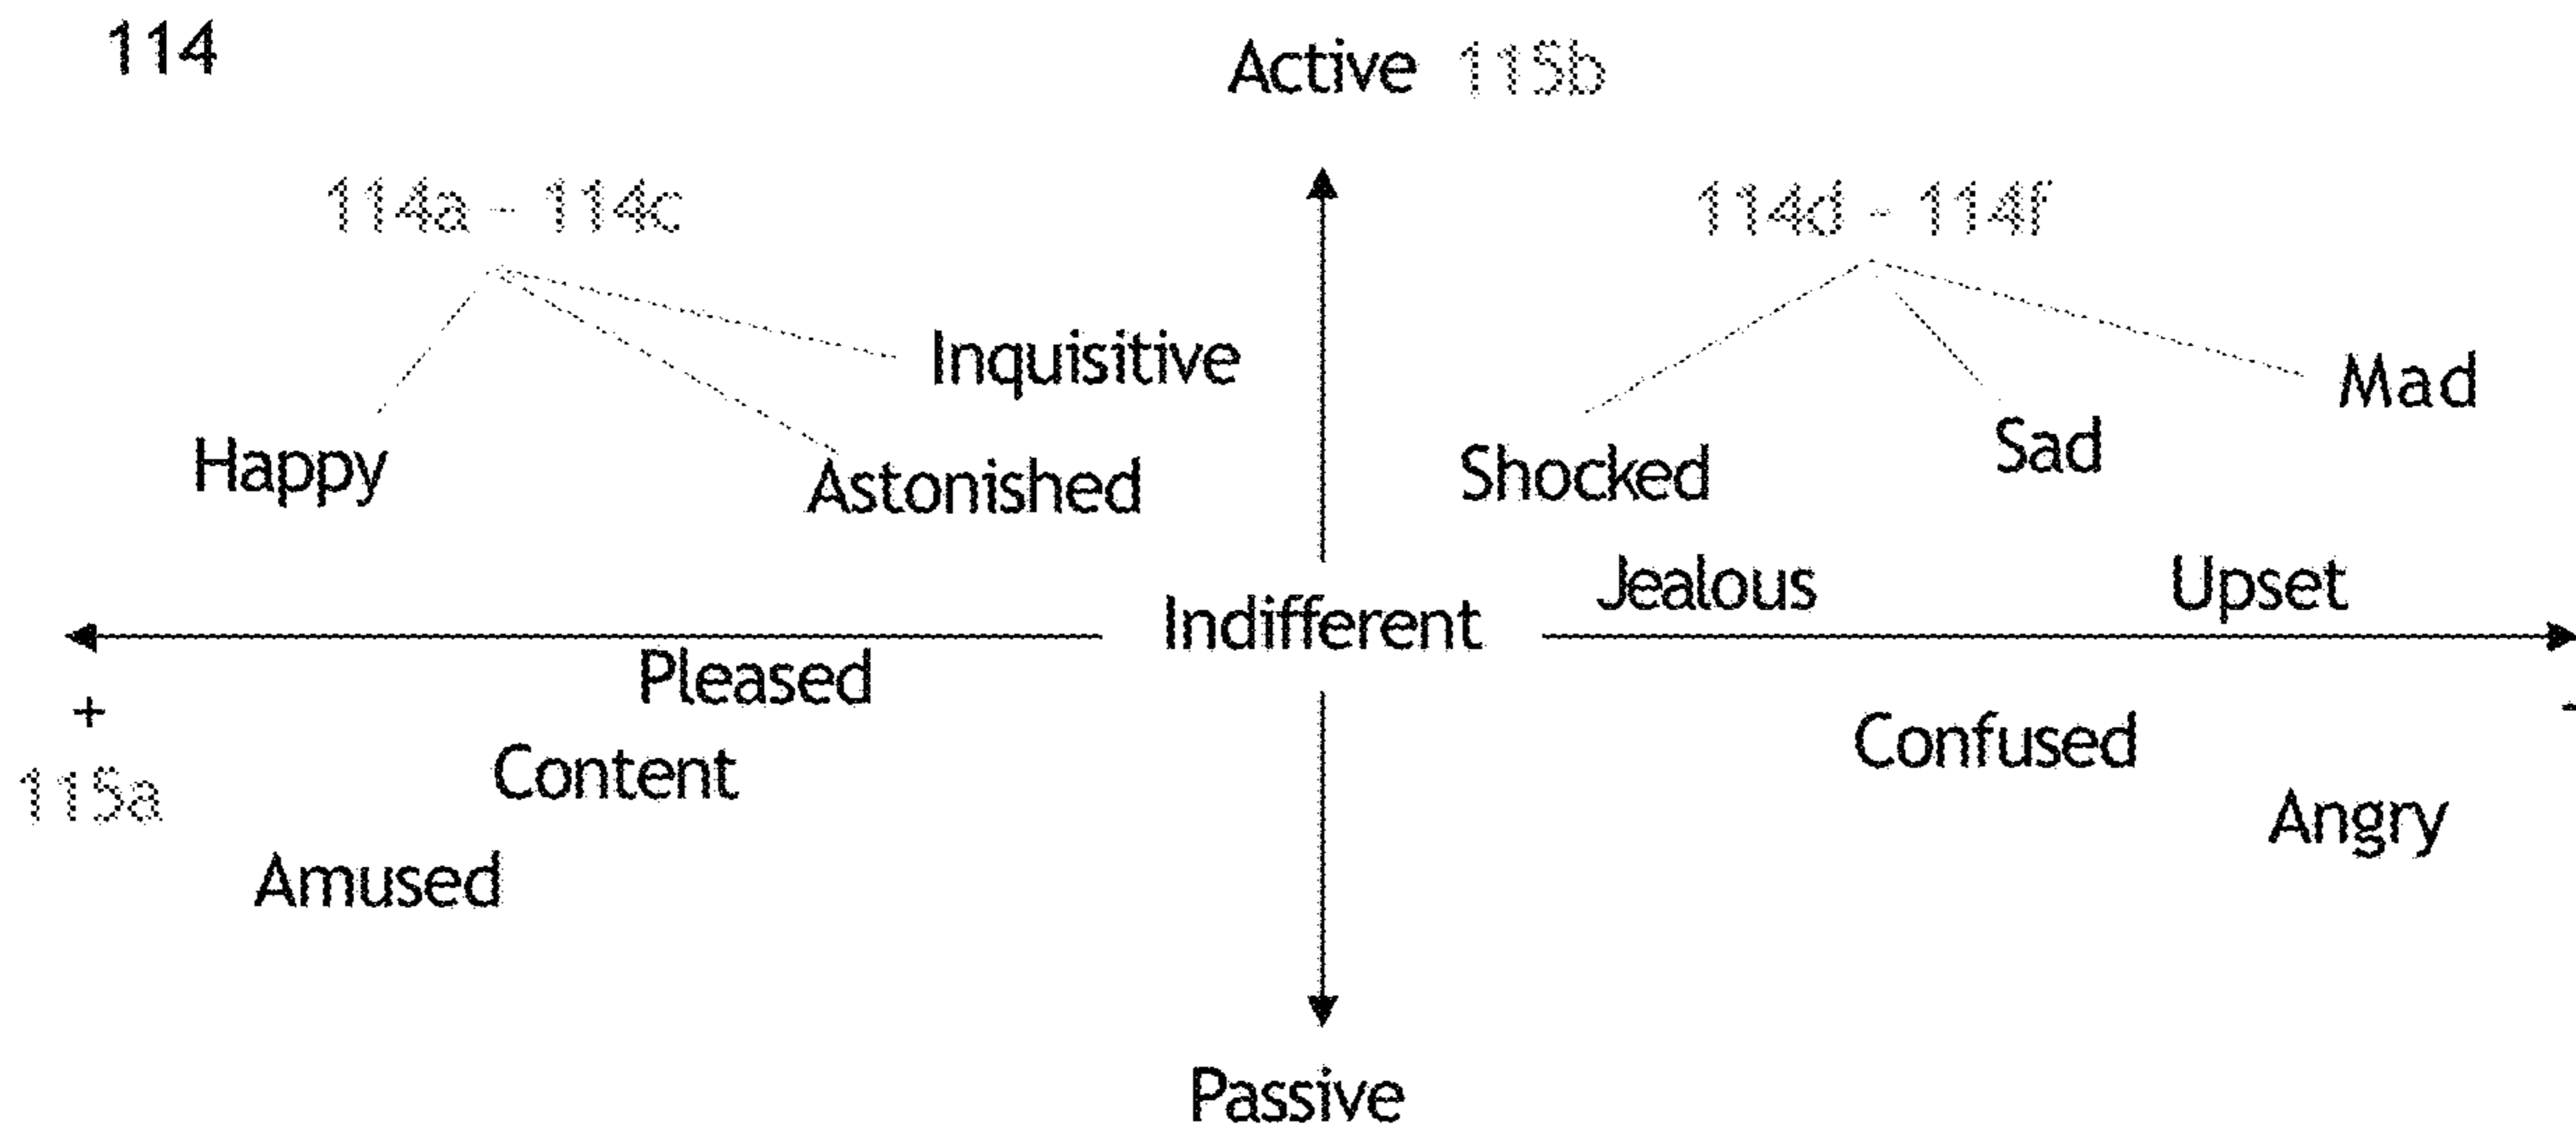 114
Active 115b
114a - 114c
114d - 114f
Inquisitive
Mad
Happy
Astonished
Shocked
Sad
Jealous
Upset
Indifferent
Pleased
+
-
Content
Confused
115a
Angry
Amused
Passive